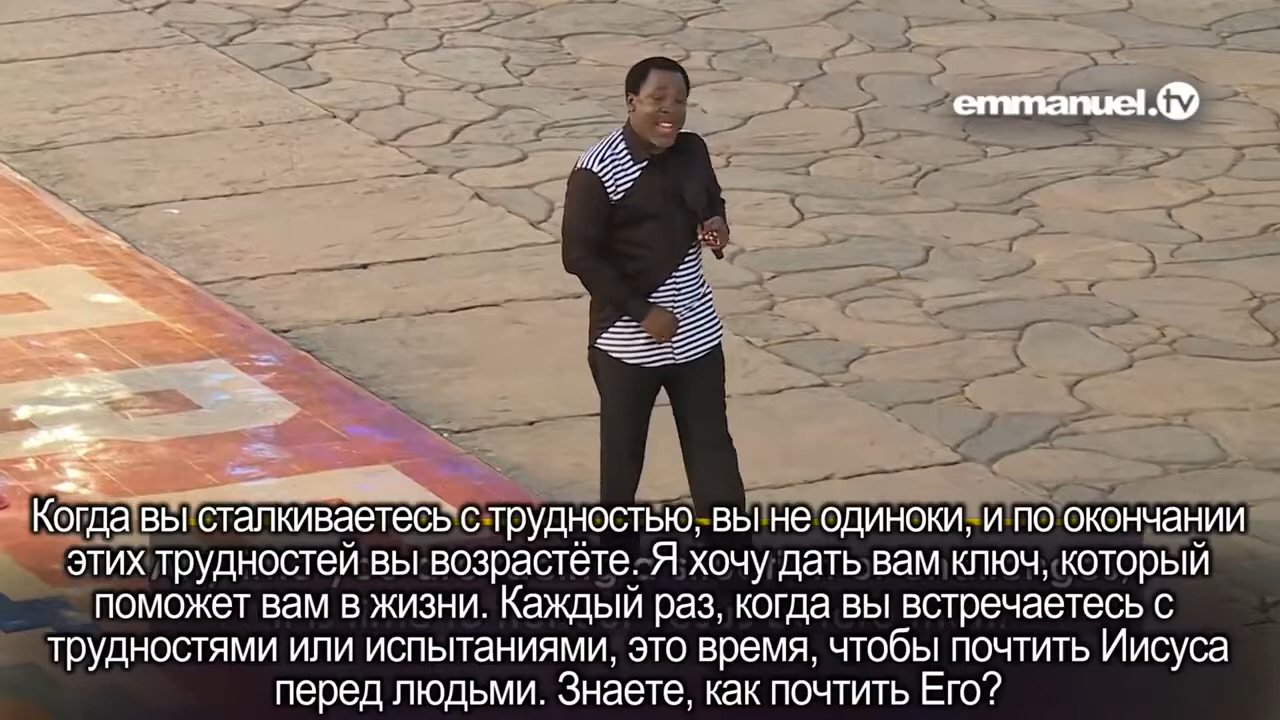 emmanuel.tv
Когда вы сталкиваетесь с трудностью, вы не одиноки, и по окончании
этих трудностей вы возрастёте. Я хочу дать вам ключ, который
поможет вам в жизни. Каждый раз, когда вы встречаетесь с
трудностями или испытаниями, это время, чтобы почтить Иисуса
перед людьми. Знаете, как почтить Его?